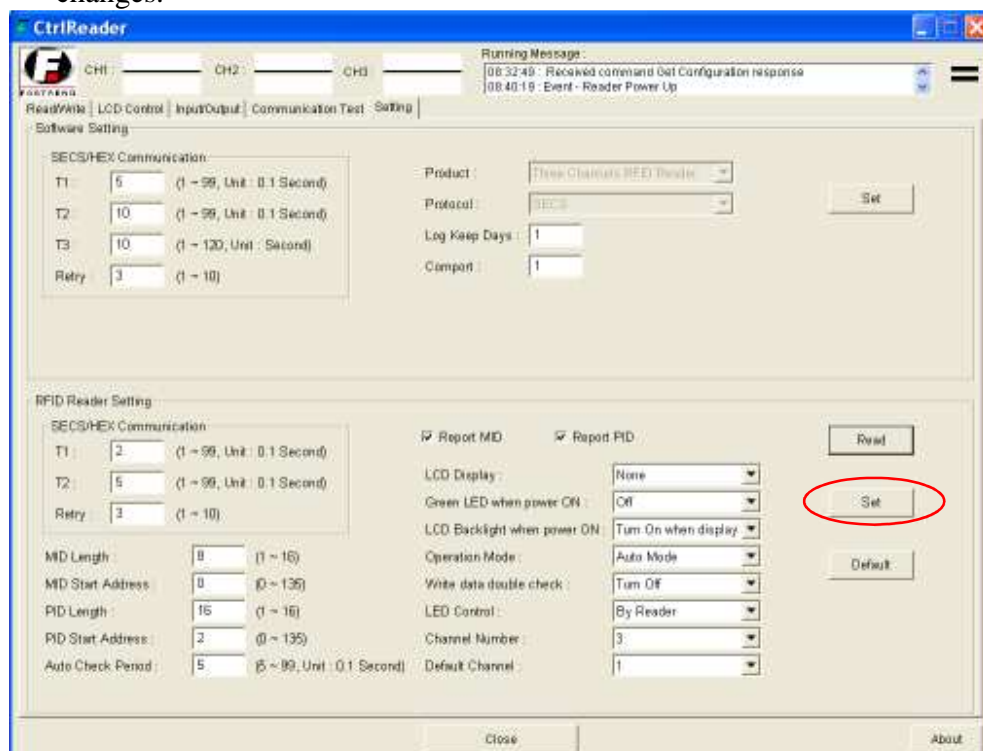 changes.
CtrlReader
CH1 : CH2 : CH3 :
Running Message :
08:32:49 : Received command Get Configuration response
08:40:19 : Event - Reader Power Up
FORTREND
Read/Write LCD Control Input/Output Communication Test Setting
Software Setting
SECS/HEX Communication
T1 : 5 (1 ~ 99, Unit : 0.1 Second)
T2 : 10 (1 ~ 99, Unit : 0.1 Second)
T3 : 10 (1 ~ 120, Unit : Second)
Retry : 3 (1 ~ 10)
Product : Three Channels RFID Reader
Protocol : SECS
Log Keep Days : 1
Comport : 1
Set
RFID Reader Setting
SECS/HEX Communication
T1 : 2 (1 ~ 99, Unit : 0.1 Second)
T2 : 5 (1 ~ 99, Unit : 0.1 Second)
Retry : 3 (1 ~ 10)
MID Length : 8 (1 ~ 16)
MID Start Address : 0 (0 ~ 135)
PID Length : 16 (1 ~ 16)
PID Start Address : 2 (0 ~ 135)
Auto Check Period : 5 (5 ~ 99, Unit : 0.1 Second)
Report MID Report PID
LCD Display : None
Green LED when power ON : Off
LCD Backlight when power ON : Turn On when display
Operation Mode : Auto Mode
Write data double check : Turn Off
LED Control : By Reader
Channel Number : 3
Default Channel : 1
Read
Set
Default
Close
About